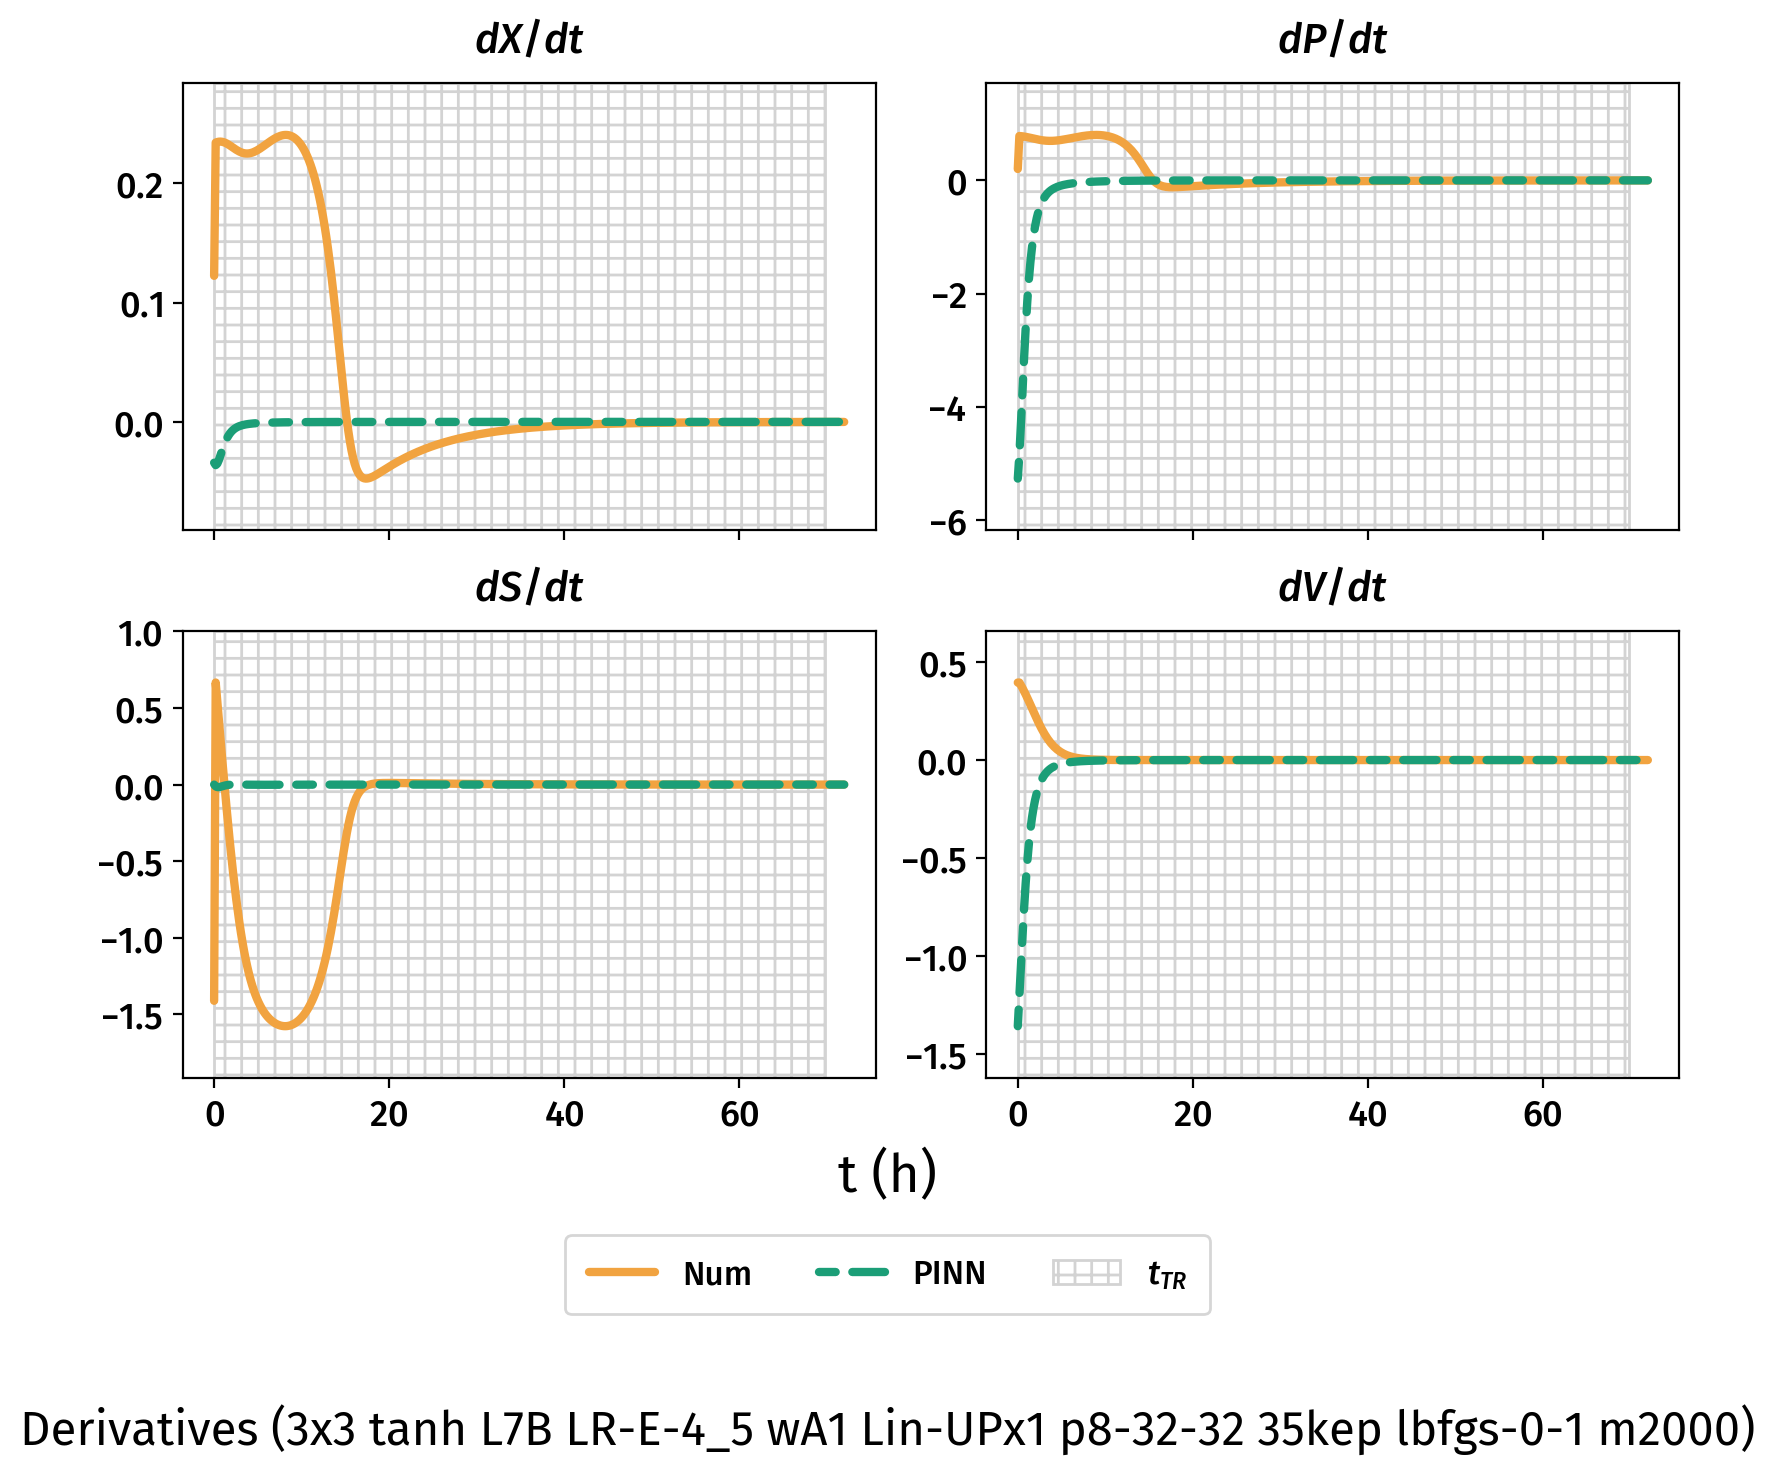 dX/dt
dP/dt
0.2
0.1
0.0
0
−2
−4
−6
dS/dt
dV/dt
1.0
0.5
0.0
−0.5
−1.0
−1.5
0.5
0.0
−0.5
−1.0
−1.5
0 20 40 60
0 20 40 60
t (h)
Num PINN tTR
Derivatives (3x3 tanh L7B LR-E-4_5 wA1 Lin-UPx1 p8-32-32 35kep lbfgs-0-1 m2000)